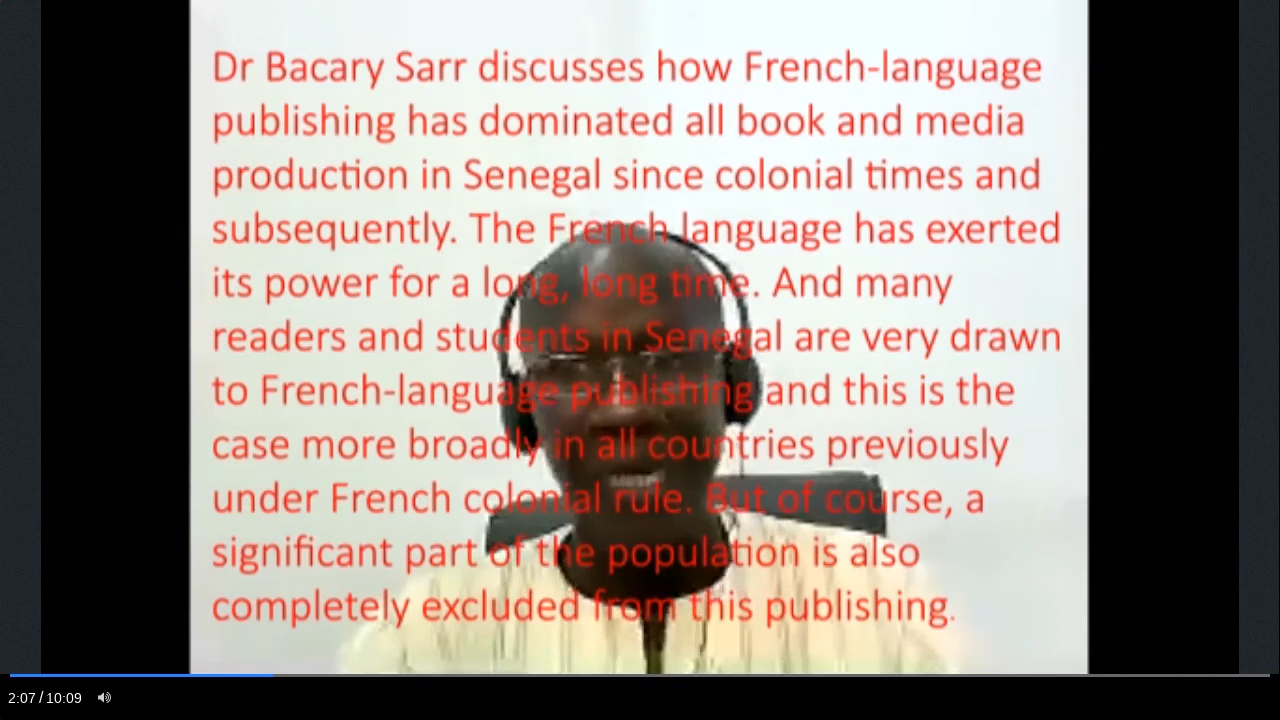 Dr Bacary Sarr discusses how French-language
publishing has dominated all book and media
production in Senegal since colonial times and
subsequently. The French language has exerted
its power for a long, long time. And many
readers and students in Senegal are very drawn
to French-language publishing and this is the
case more broadly in all countries previously
under French colonial rule. But of course, a
significant part of the population is also
completely excluded from this publishing.
2:07 / 10:09